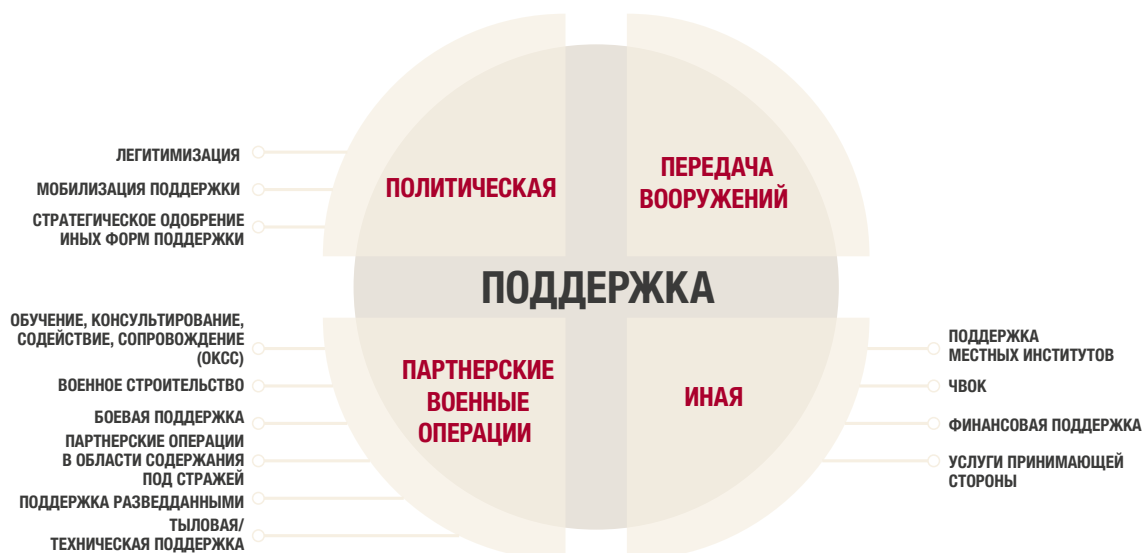 ЛЕГИТИМИЗАЦИЯ
МОБИЛИЗАЦИЯ ПОДДЕРЖКИ
СТРАТЕГИЧЕСКОЕ ОДОБРЕНИЕ
ИНЫХ ФОРМ ПОДДЕРЖКИ
ПОЛИТИЧЕСКАЯ
ПЕРЕДАЧА
ВООРУЖЕНИЙ
ПОДДЕРЖКА
ОБУЧЕНИЕ, КОНСУЛЬТИРОВАНИЕ,
СОДЕЙСТВИЕ, СОПРОВОЖДЕНИЕ
(ОКСС)
ВОЕННОЕ СТРОИТЕЛЬСТВО
БОЕВАЯ ПОДДЕРЖКА
ПАРТНЕРСКИЕ ОПЕРАЦИИ
В ОБЛАСТИ СОДЕРЖАНИЯ
ПОД СТРАЖЕЙ
ПОДДЕРЖКА РАЗВЕДДАННЫМИ
ТЫЛОВАЯ/
ТЕХНИЧЕСКАЯ ПОДДЕРЖКА
ПАРТНЕРСКИЕ
ВОЕННЫЕ
ОПЕРАЦИИ
ИНАЯ
ПОДДЕРЖКА
МЕСТНЫХ ИНСТИТУТОВ
ЧВОК
ФИНАНСОВАЯ ПОДДЕРЖКА
УСЛУГИ ПРИНИМАЮЩЕЙ
СТОРОНЫ